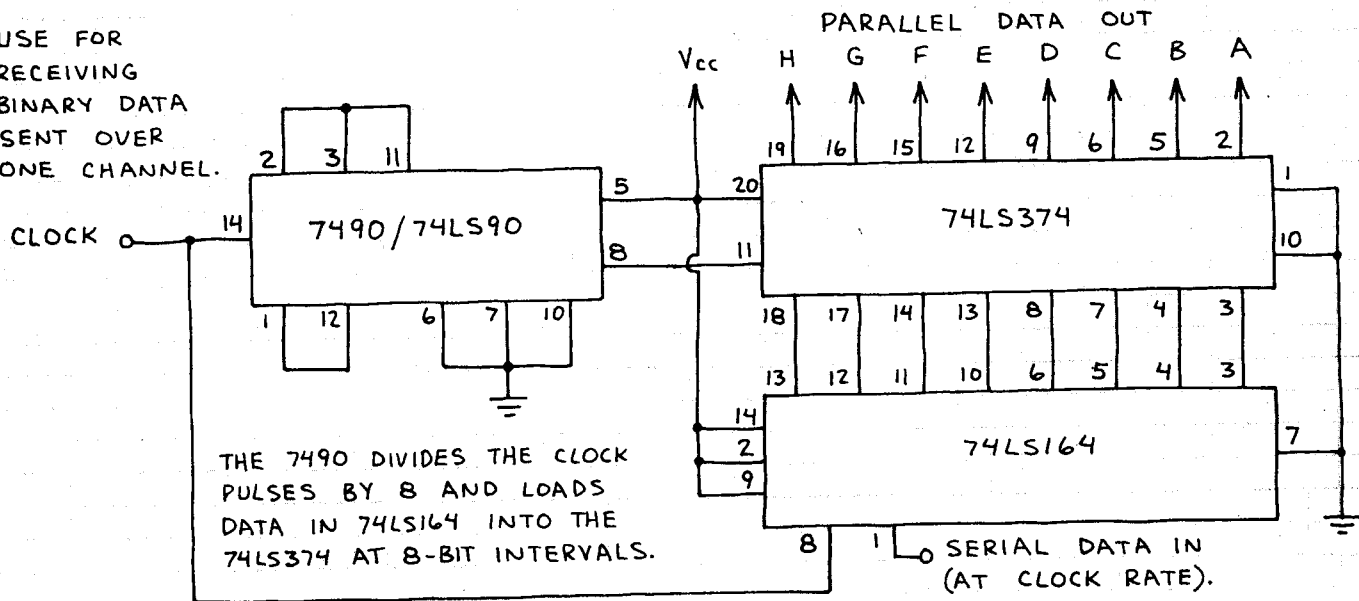 USE FOR
RECEIVING
BINARY DATA
SENT OVER
ONE CHANNEL.
PARALLEL DATA OUT
Vcc H G F E D C B A
2 3 11
19 16 15 12 9 6 5 2
CLOCK 14 7490/74LS90 5 8
20 11 74LS374 1 10
1 12 6 7 10
18 17 14 13 8 7 4 3
13 12 11 10 6 5 4 3
14 2 9 74LS164 7
8 1
THE 7490 DIVIDES THE CLOCK
PULSES BY 8 AND LOADS
DATA IN 74LS164 INTO THE
74LS374 AT 8-BIT INTERVALS.
SERIAL DATA IN
(AT CLOCK RATE).